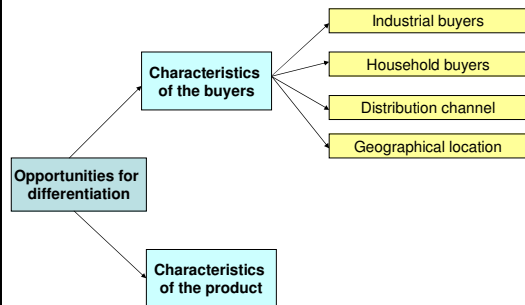 Industrial buyers
Household buyers
Characteristics
of the buyers
Distribution channel
Geographical location
Opportunities for
differentiation
Characteristics
of the product